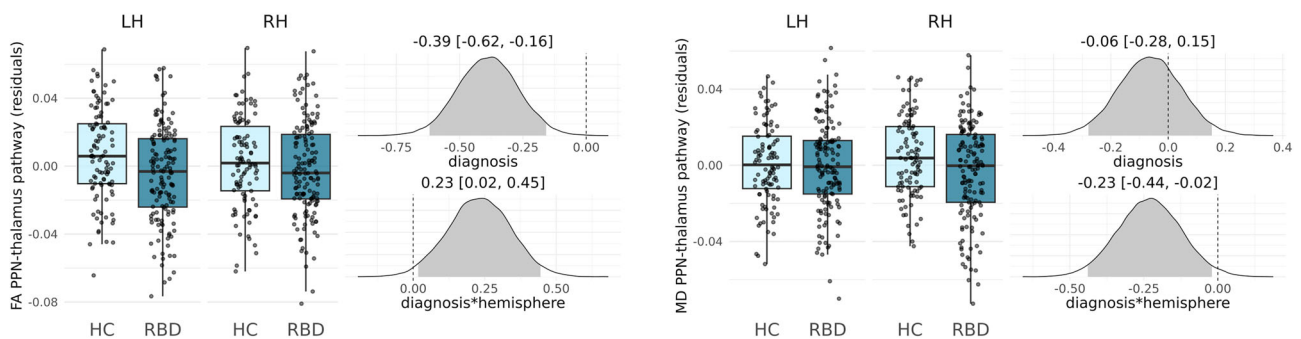 LH RH
FA PPN-thalamus pathway (residuals)
0.04
0.00
-0.04
-0.08
HC RBD HC RBD
-0.39 [-0.62, -0.16]
-0.75 -0.50 -0.25 0.00
diagnosis
0.23 [0.02, 0.45]
0.00 0.25 0.50
diagnosis*hemisphere
LH RH
MD PPN-thalamus pathway (residuals)
0.04
0.00
-0.04
HC RBD HC RBD
-0.06 [-0.28, 0.15]
-0.4 -0.2 0.0 0.2 0.4
diagnosis
-0.23 [-0.44, -0.02]
-0.50 -0.25 0.00
diagnosis*hemisphere